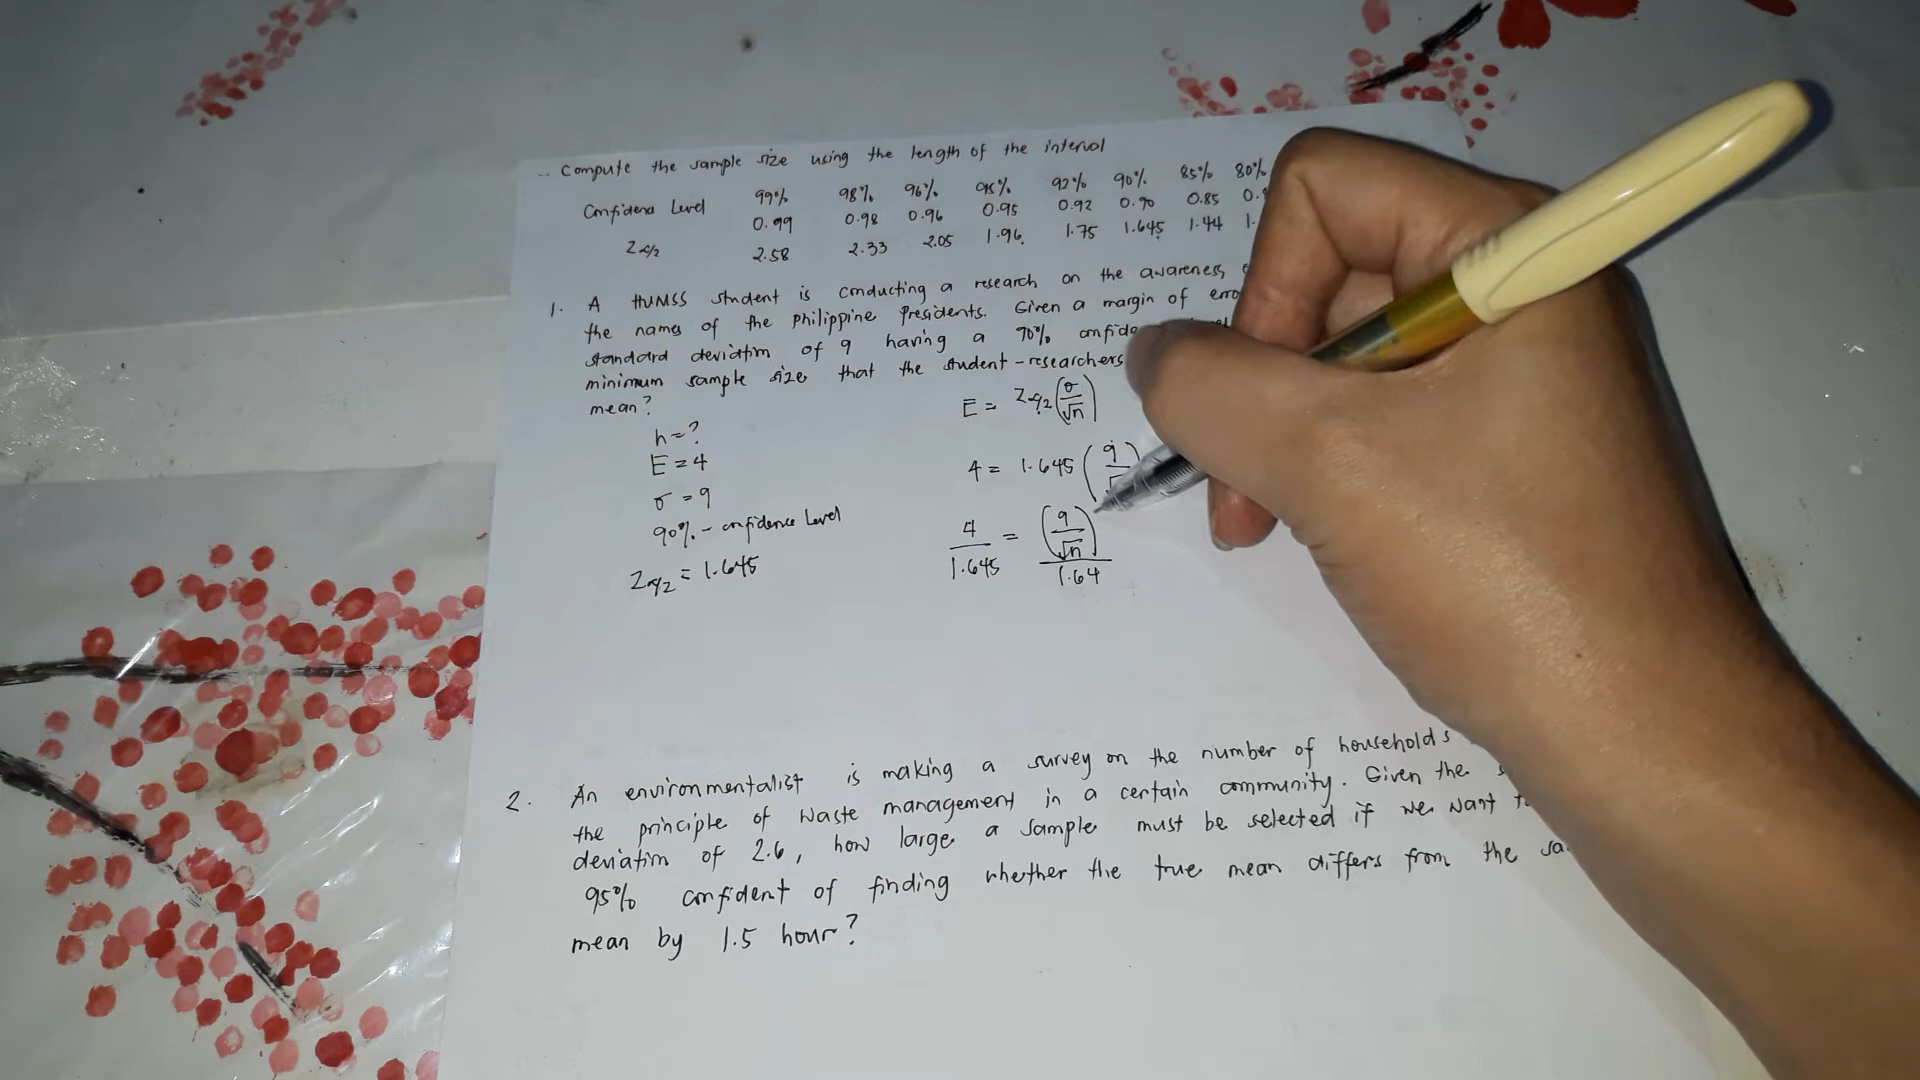 Compute the sample size using the length of the interval
Confidence Level 99% 98% 96% 95% 92% 90% 85% 80%
0.99 0.98 0.96 0.95 0.92 0.90 0.85
Zα/2 2.58 2.33 2.05 1.96 1.75 1.645 1.44
1. A HUMSS student is conducting a research on the awareness
the names of the Philippine Presidents. Given a margin of
standard deviation of 9 having a 90%
minimum sample size that the student-researchers
mean?
n=?
E=4
σ=9
90% - confidence Level
Zα/2 = 1.645
E = Zα/2 (σ/√n)
4 = 1.645 (9/√
4/1.645 = (9/√n)/1.64
2. An environmentalist is making a survey on the number of households
the principle of waste management in a certain community. Given the
deviation of 2.6, how large a sample must be selected if we want
95% confident of finding whether the true mean differs from the
mean by 1.5 hour?